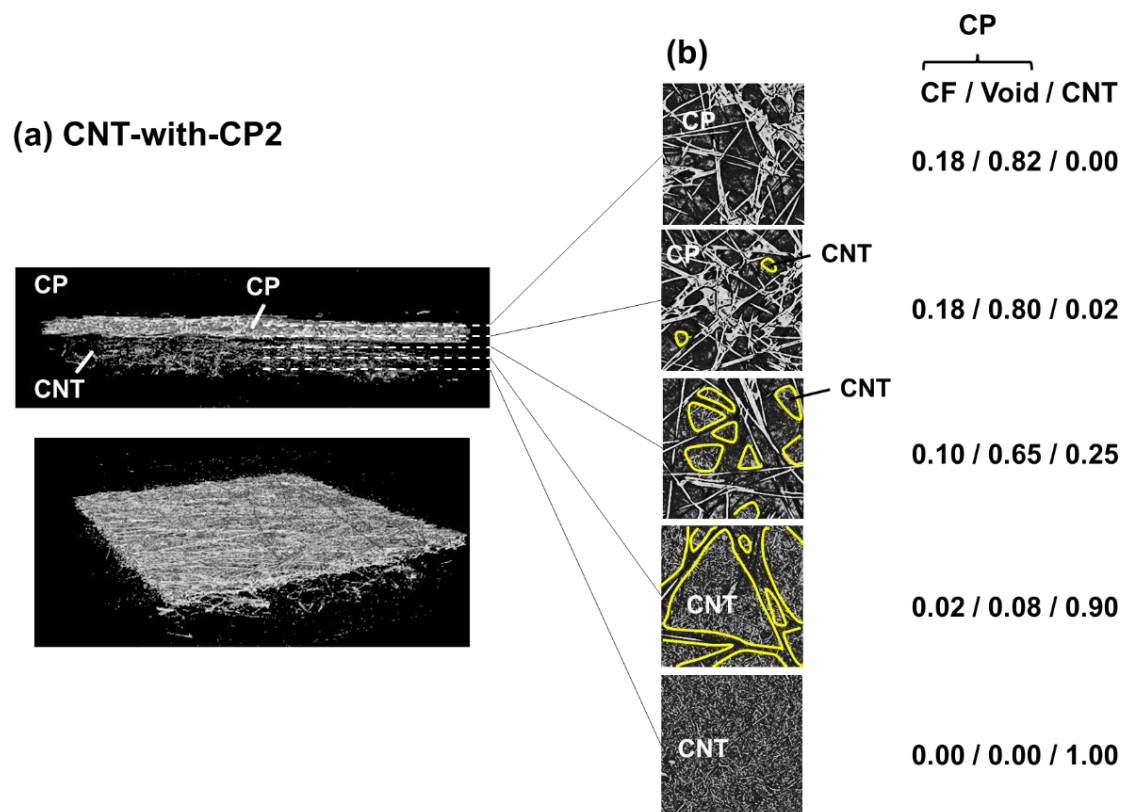 (a) CNT-with-CP2
CP
CP
CNT
(b)
CP
CF / Void / CNT
CP
0.18 / 0.82 / 0.00
CP
CNT
0.18 / 0.80 / 0.02
CNT
0.10 / 0.65 / 0.25
CNT
0.02 / 0.08 / 0.90
CNT
0.00 / 0.00 / 1.00